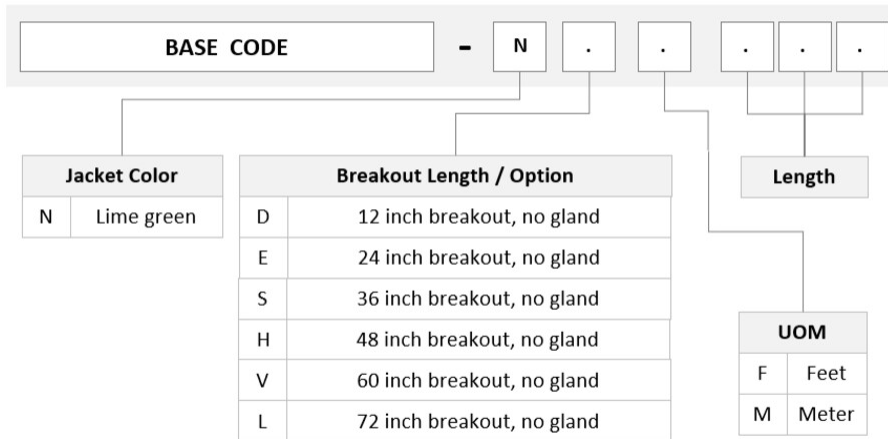 BASE CODE - N . . . . .
Jacket Color
N Lime green
Breakout Length / Option
D 12 inch breakout, no gland
E 24 inch breakout, no gland
S 36 inch breakout, no gland
H 48 inch breakout, no gland
V 60 inch breakout, no gland
L 72 inch breakout, no gland
Length
UOM
F Feet
M Meter